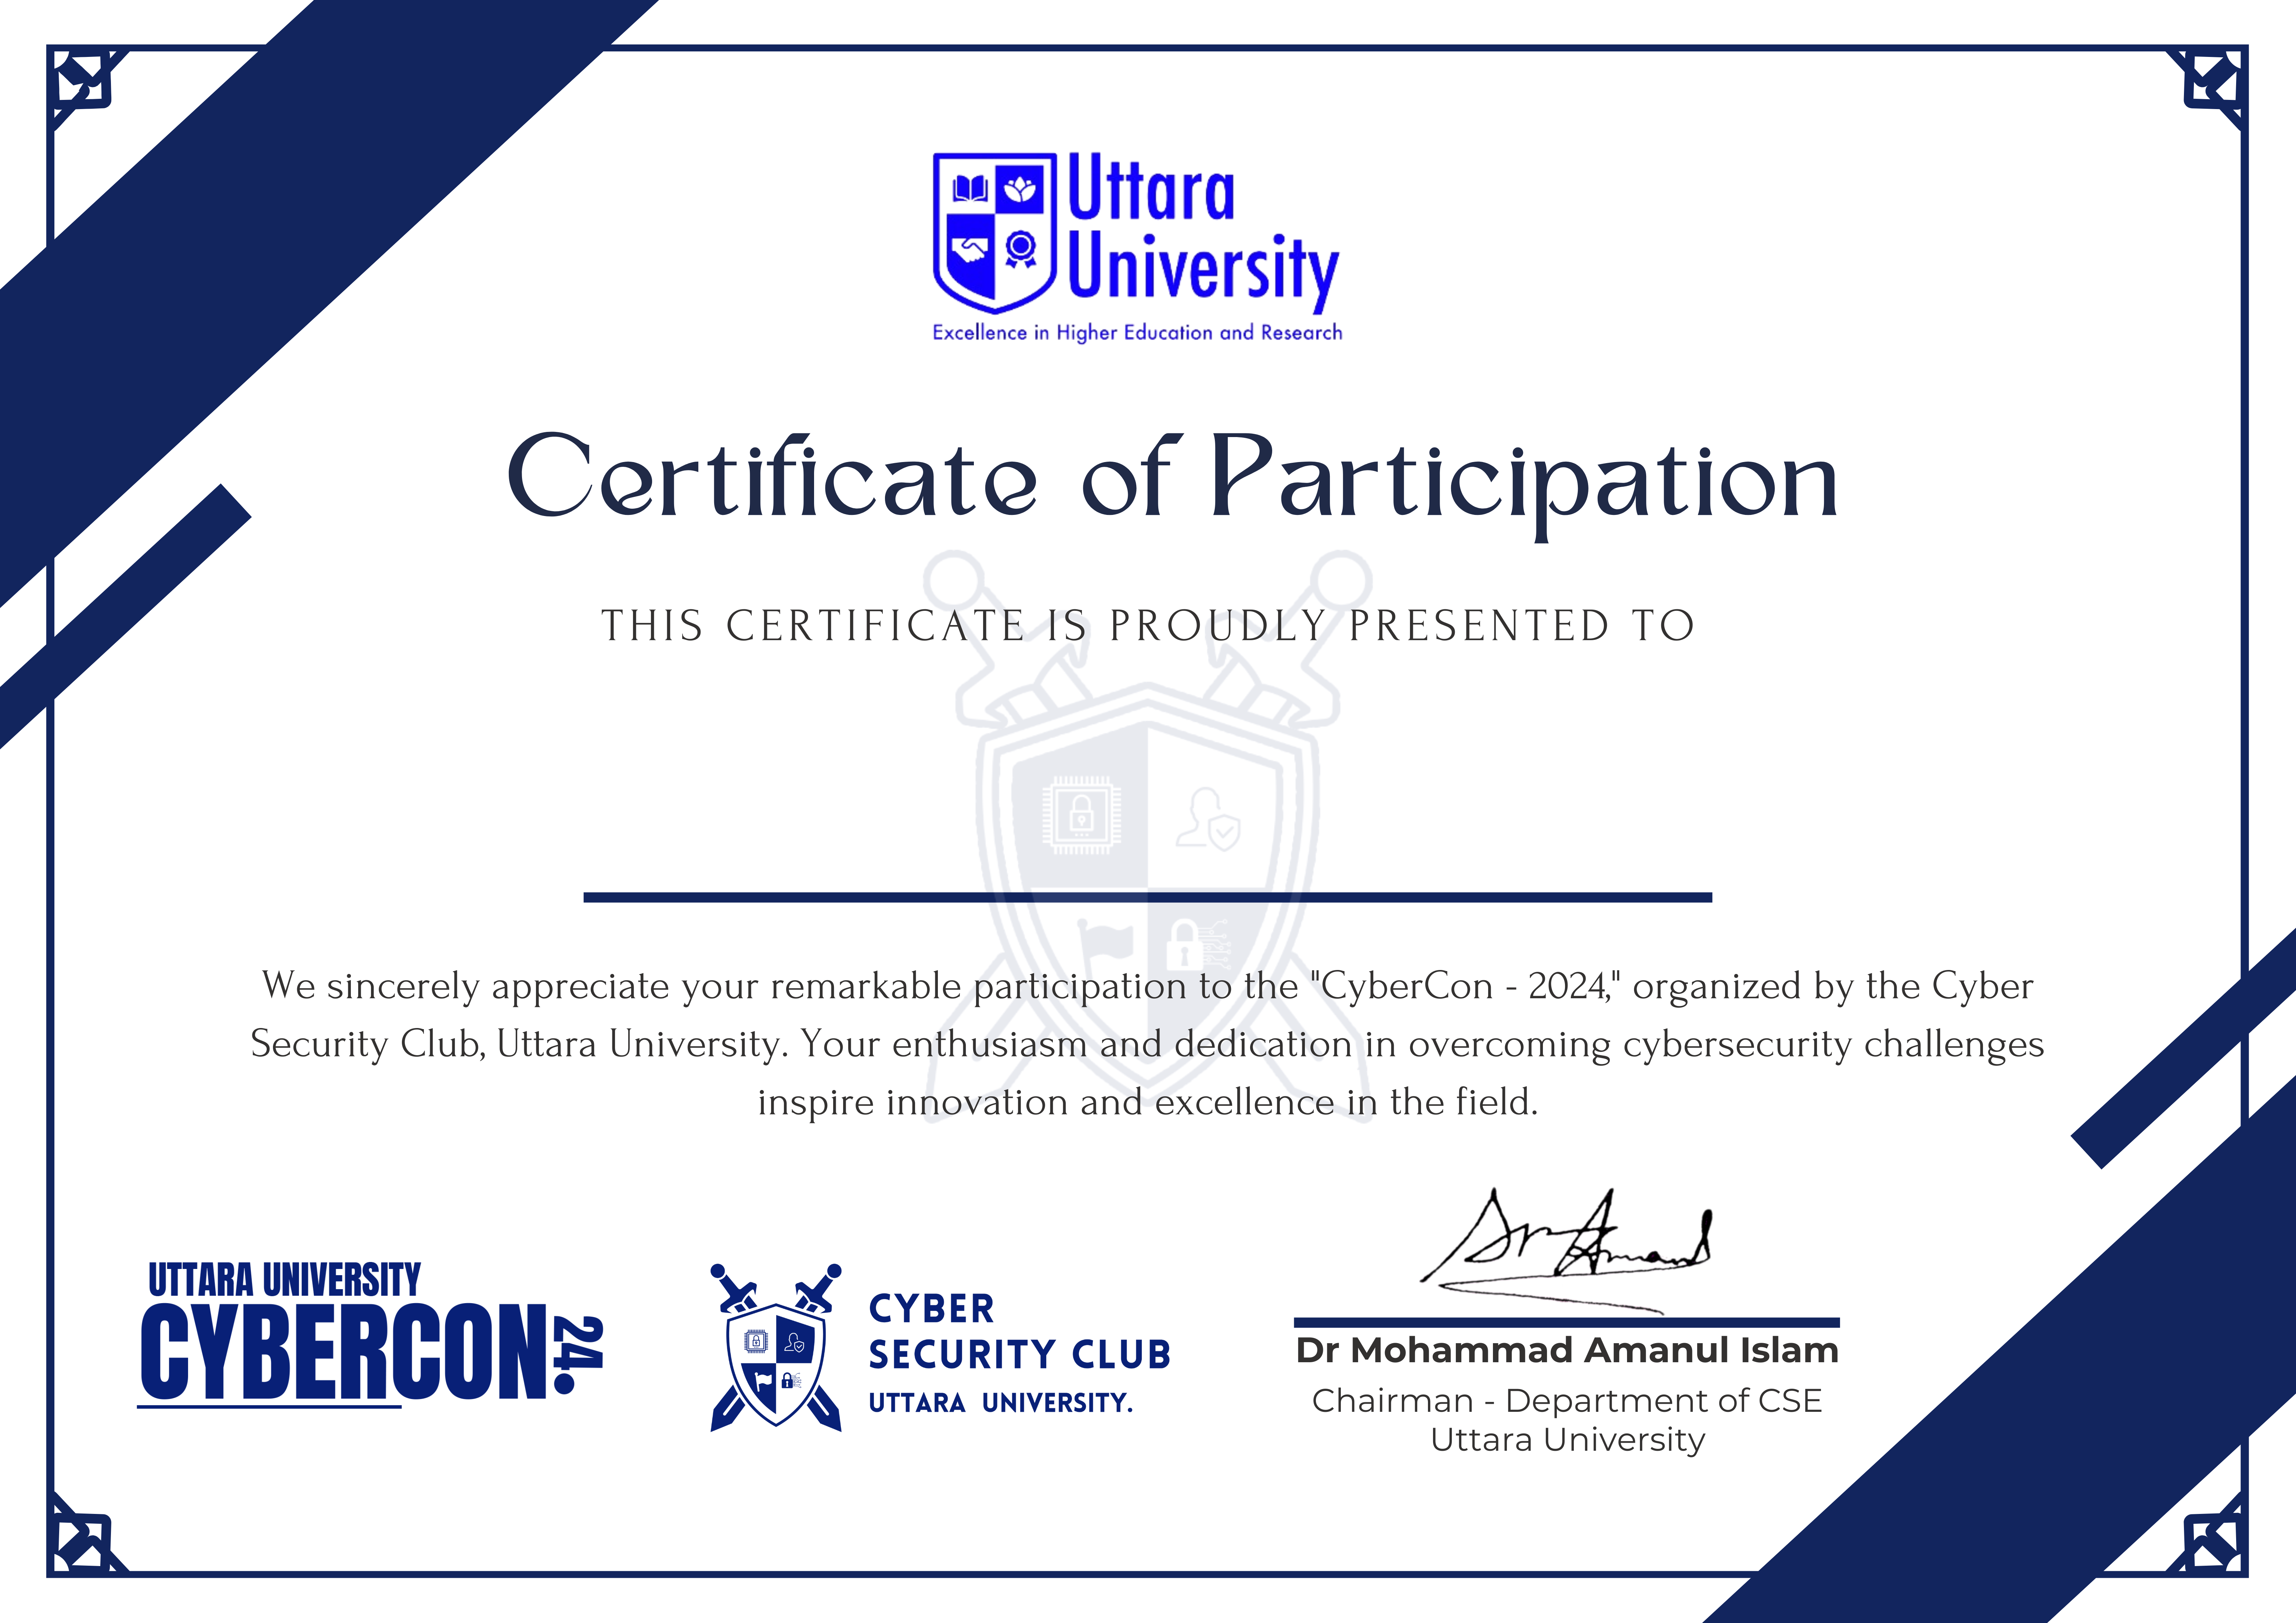 Uttara
University
Excellence in Higher Education and Research
Certificate of Participation
THIS CERTIFICATE IS PROUDLY PRESENTED TO
We sincerely appreciate your remarkable participation to the "CyberCon - 2024," organized by the Cyber
Security Club, Uttara University. Your enthusiasm and dedication in overcoming cybersecurity challenges
inspire innovation and excellence in the field.
UTTARA UNIVERSITY
CYBERCON
24.
CYBER
SECURITY CLUB
UTTARA UNIVERSITY.
Dr Mohammad Amanul Islam
Chairman - Department of CSE
Uttara University